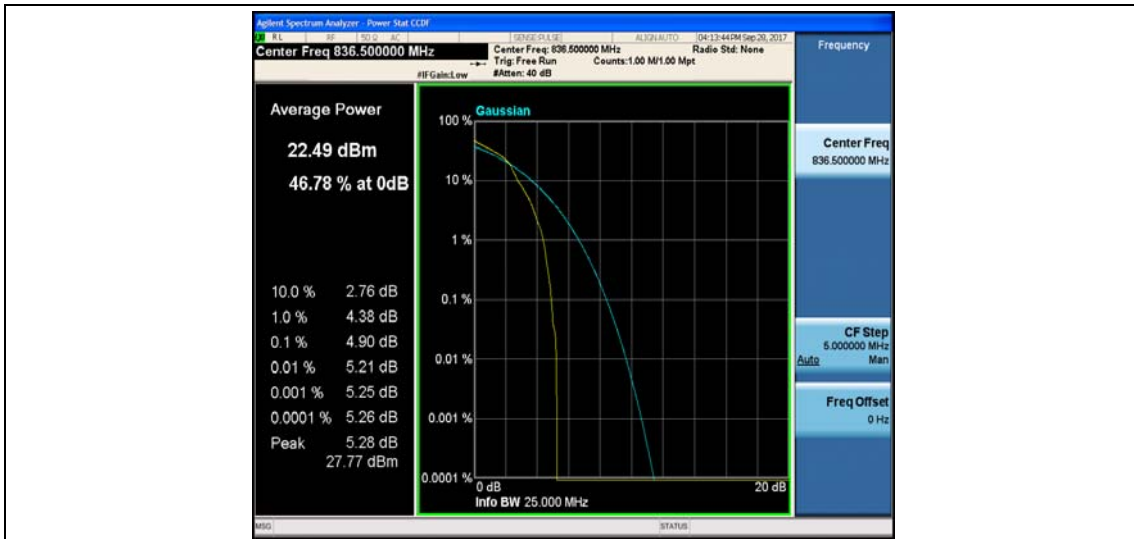 Agilent Spectrum Analyzer - Power Stat CCDF
RL RF 50 Ω AC SENSE:PULSE ALIGN AUTO 04:13:44 PM Sep 20, 2017
Center Freq 836.500000 MHz
Center Freq: 836.500000 MHz Radio Std: None
Trig: Free Run Counts:1.00 M/1.00 Mpt
#IFGain:Low #Atten: 40 dB
Frequency
Average Power
22.49 dBm
46.78 % at 0dB
10.0 % 2.76 dB
1.0 % 4.38 dB
0.1 % 4.90 dB
0.01 % 5.21 dB
0.001 % 5.25 dB
0.0001 % 5.26 dB
Peak 5.28 dB
27.77 dBm
Gaussian
100 %
10 %
1 %
0.1 %
0.01 %
0.001 %
0.0001 %
0 dB 20 dB
Info BW 25.000 MHz
Center Freq
836.500000 MHz
CF Step
5.000000 MHz
Auto Man
Freq Offset
0 Hz
MSG STATUS